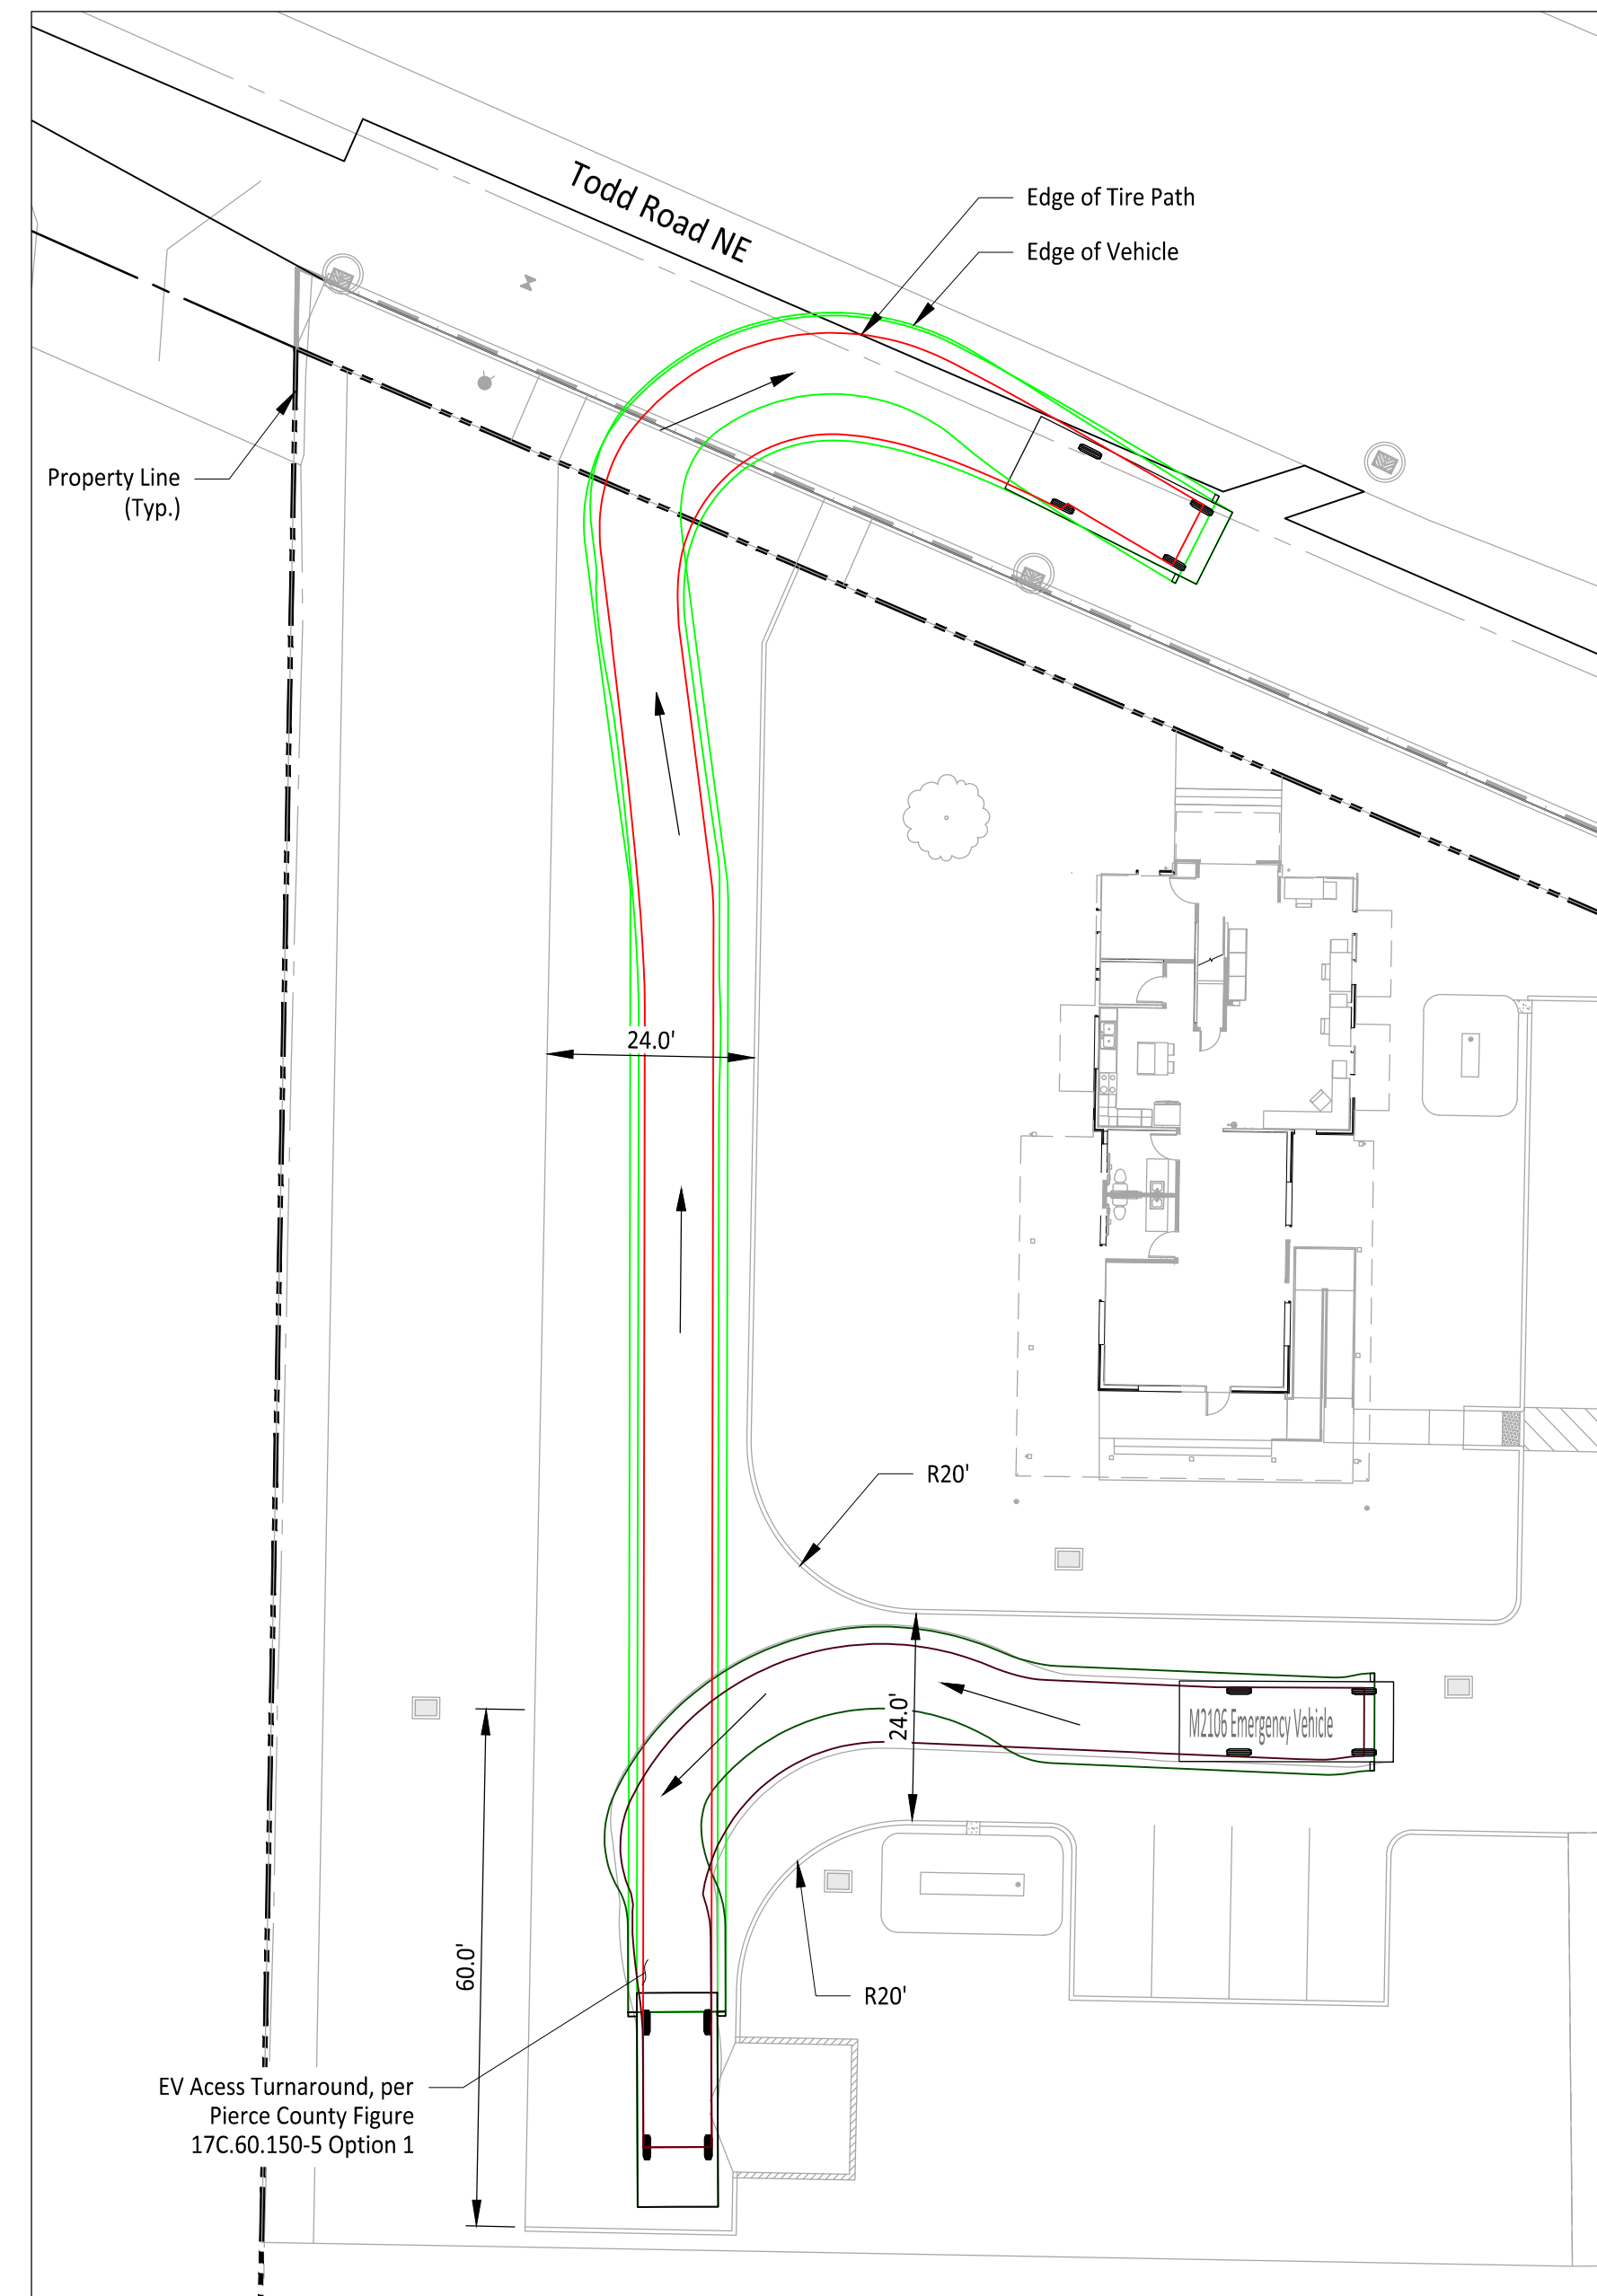 Todd Road NE
Edge of Tire Path
Edge of Vehicle
Property Line
(Typ.)
24.0'
R20'
24.0'
M2106 Emergency Vehicle
60.0'
R20'
EV Acess Turnaround, per
Pierce County Figure
17C.60.150-5 Option 1